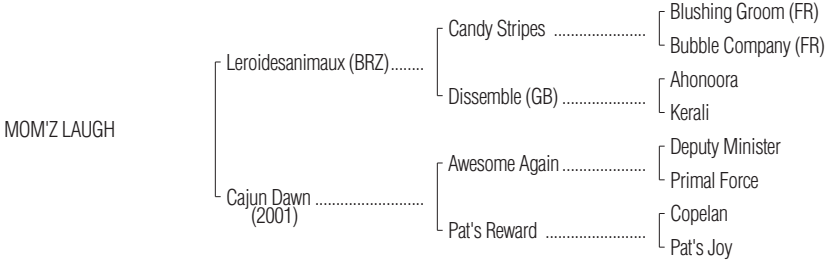 Blushing Groom (FR)
Candy Stripes ......................
Bubble Company (FR)
Leroidesanimaux (BRZ)........
Ahonoora
Dissemble (GB) ....................
Kerali
MOM'Z LAUGH
Deputy Minister
Awesome Again ....................
Primal Force
Cajun Dawn ..........................
(2001)
Copelan
Pat's Reward ........................
Pat's Joy